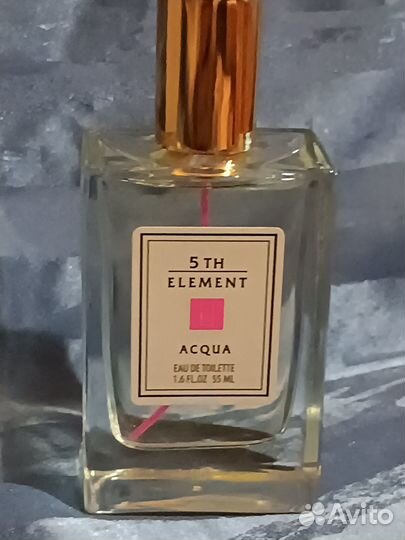 5 TH
ELEMENT
ACQUA
EAU DE TOILETTE
1.6 FL.OZ 55 ML
Avito